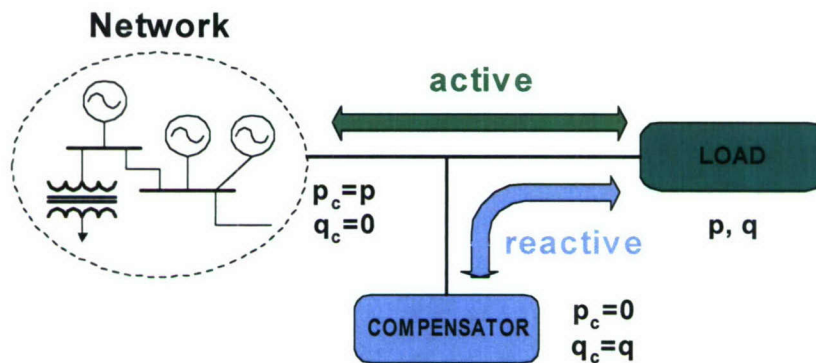 Network
active
LOAD
p_c=p
q_c=0
reactive
p, q
COMPENSATOR
p_c=0
q_c=q